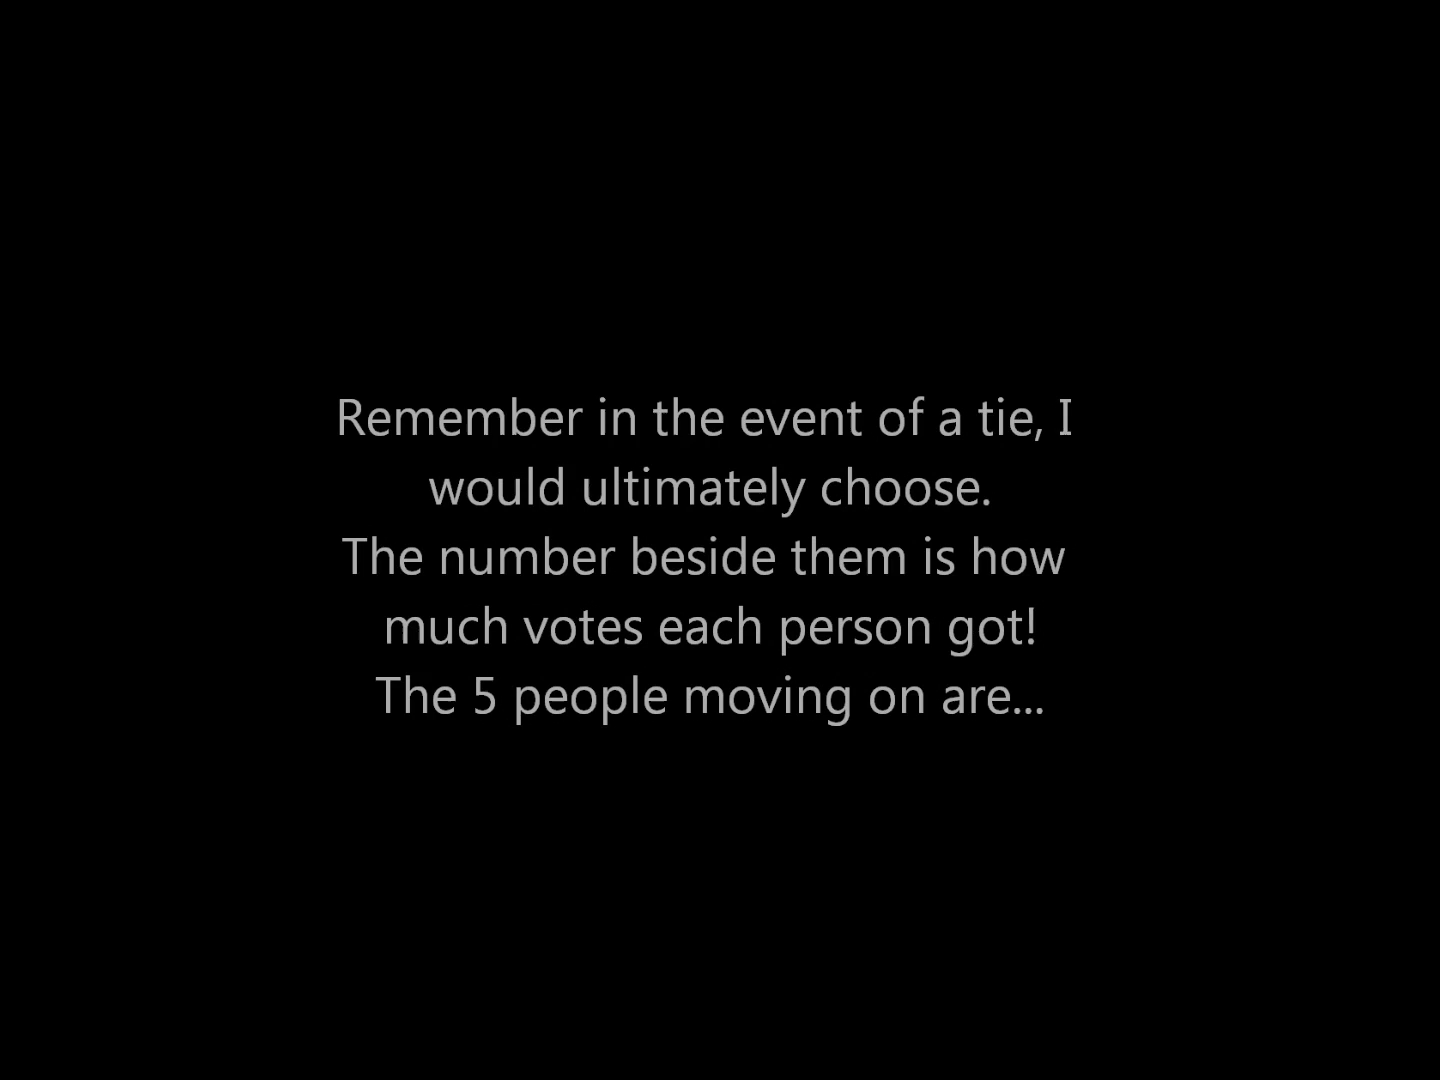 Remember in the event of a tie, I
would ultimately choose.
The number beside them is how
much votes each person got!
The 5 people moving on are...